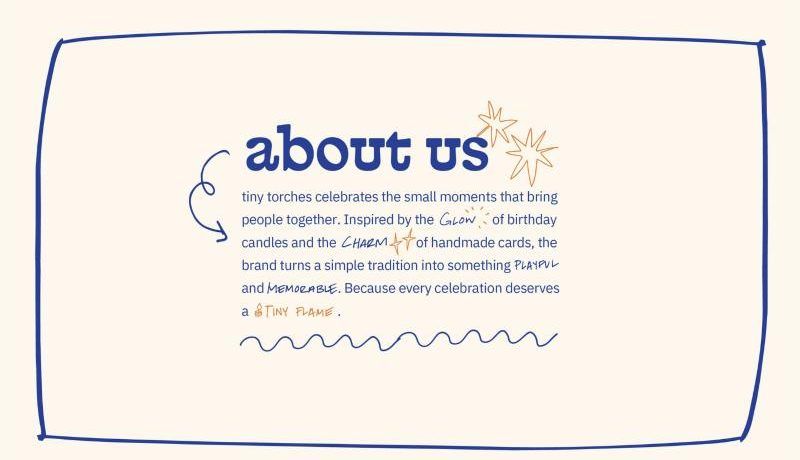 about us
tiny torches celebrates the small moments that bring
people together. Inspired by the GLOW of birthday
candles and the CHARM of handmade cards, the
brand turns a simple tradition into something PLAYFUL
and MEMORABLE. Because every celebration deserves
a TINY FLAME.